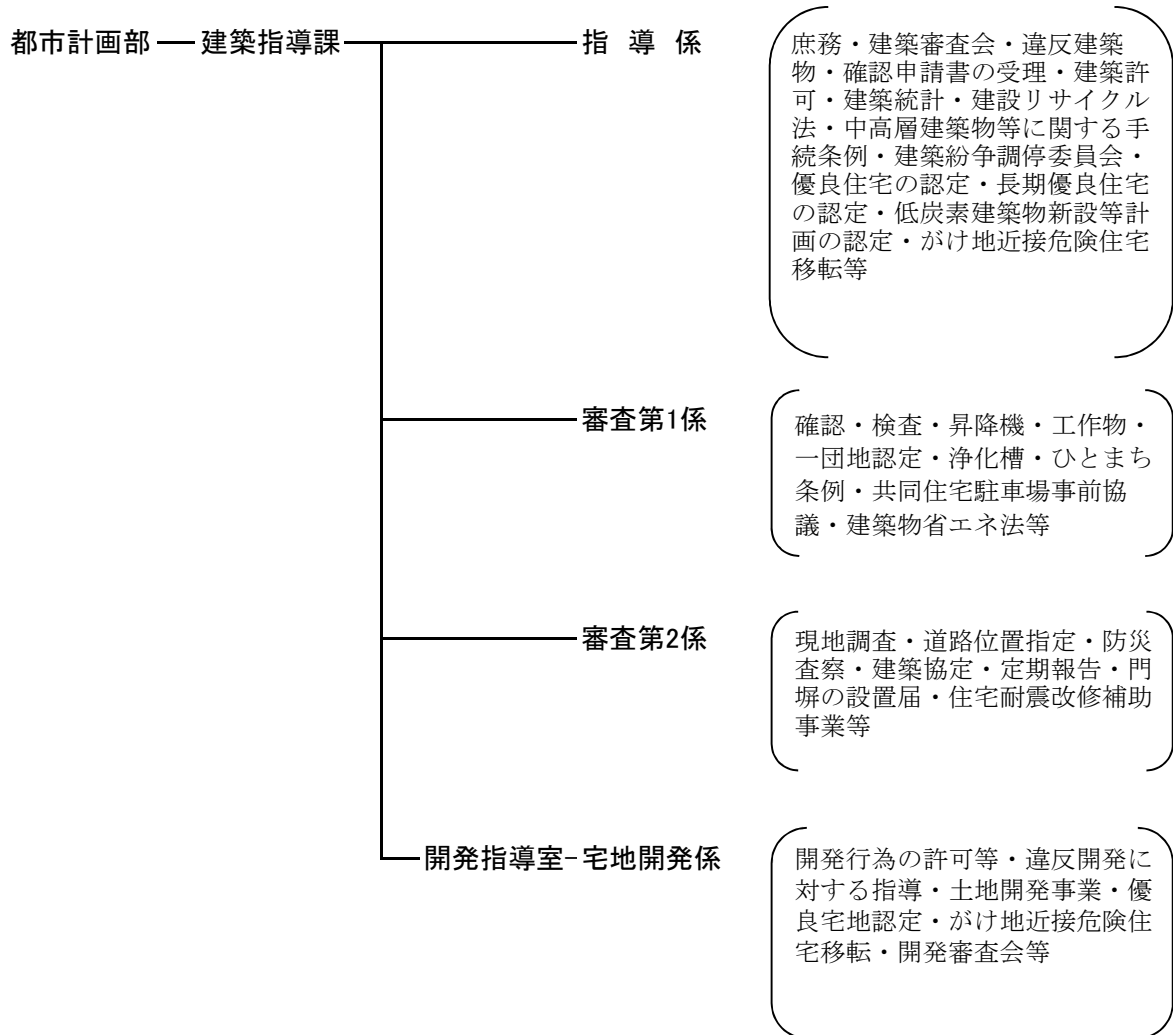 都市計画部 建築指導課 指導係
庶務・建築審査会・違反建築
物・確認申請書の受理・建築許
可・建築統計・建設リサイクル
法・中高層建築物等に関する手
続条例・建築紛争調停委員会・
優良住宅の認定・長期優良住宅
の認定・低炭素建築物新設等計
画の認定・がけ地近接危険住宅
移転等
審査第1係
確認・検査・昇降機・工作物・
一団地認定・浄化槽・ひとまち
条例・共同住宅駐車場事前協
議・建築物省エネ法等
審査第2係
現地調査・道路位置指定・防災
査察・建築協定・定期報告・門
塀の設置届・住宅耐震改修補助
事業等
開発指導室-宅地開発係
開発行為の許可等・違反開発に
対する指導・土地開発事業・優
良宅地認定・がけ地近接危険住
宅移転・開発審査会等